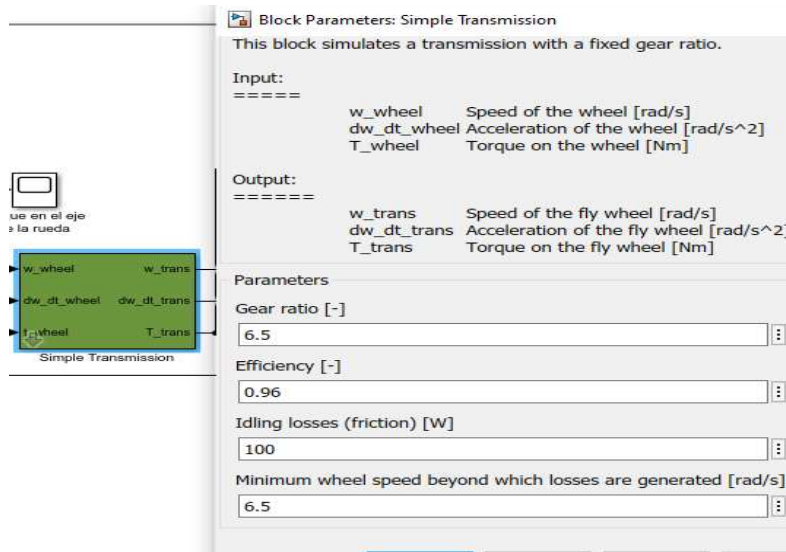 Block Parameters: Simple Transmission
This block simulates a transmission with a fixed gear ratio.
Input:
=====
w_wheel Speed of the wheel [rad/s]
dw_dt_wheel Acceleration of the wheel [rad/s^2]
T_wheel Torque on the wheel [Nm]
Output:
======
w_trans Speed of the fly wheel [rad/s]
dw_dt_trans Acceleration of the fly wheel [rad/s^2]
T_trans Torque on the fly wheel [Nm]
Parameters
Gear ratio [-]
6.5
Efficiency [-]
0.96
Idling losses (friction) [W]
100
Minimum wheel speed beyond which losses are generated [rad/s]
6.5
ue en el eje
la rueda
w_wheel w_trans
dw_dt_wheel dw_dt_trans
T_trans
Simple Transmission